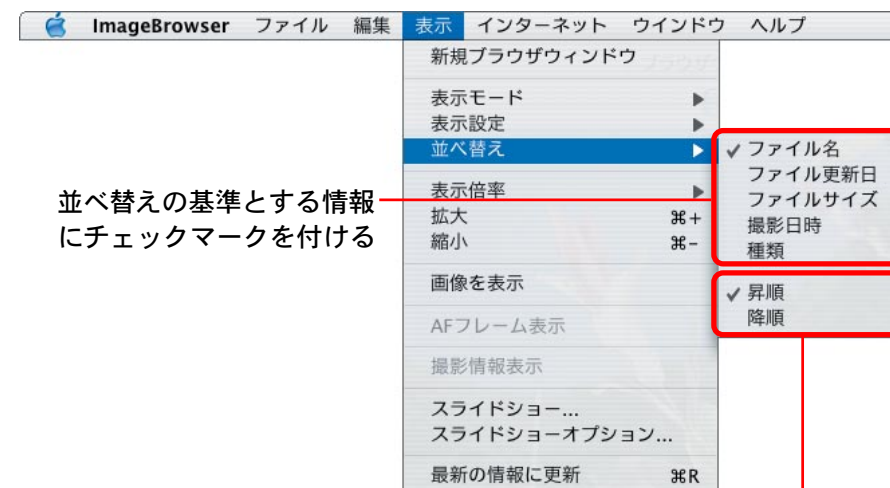 ImageBrowser ファイル 編集 表示 インターネット ウインドウ ヘルプ
新規ブラウザウィンドウ
表示モード
表示設定
並べ替え
✓ ファイル名
ファイル更新日
ファイルサイズ
撮影日時
種類
✓ 昇順
降順
表示倍率
拡大 ⌘+
縮小 ⌘-
画像を表示
AFフレーム表示
撮影情報表示
スライドショー...
スライドショーオプション...
最新の情報に更新 ⌘R
並べ替えの基準とする情報
にチェックマークを付ける